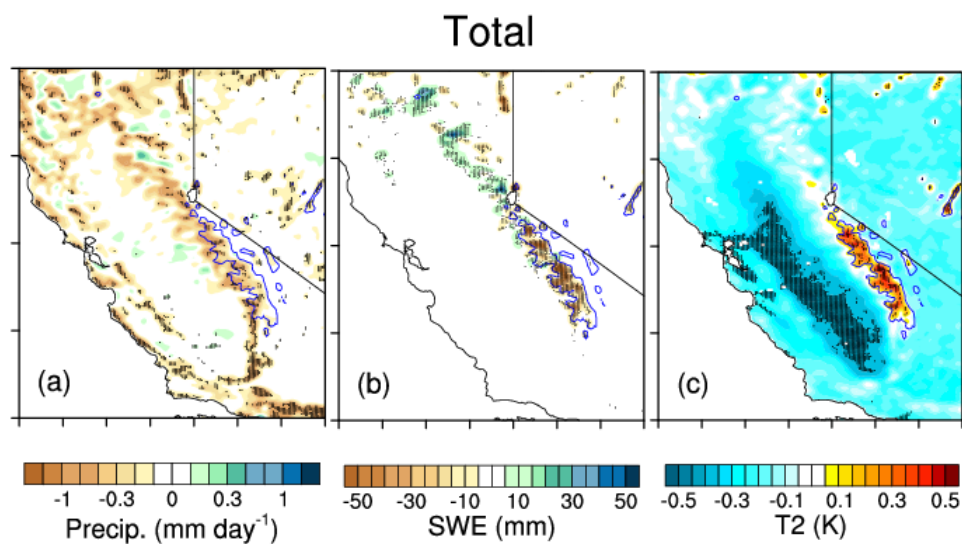 Total
(a) (b) (c)
-1 -0.3 0 0.3 1
Precip. (mm day⁻¹)
-50 -30 -10 10 30 50
SWE (mm)
-0.5 -0.3 -0.1 0.1 0.3 0.5
T2 (K)